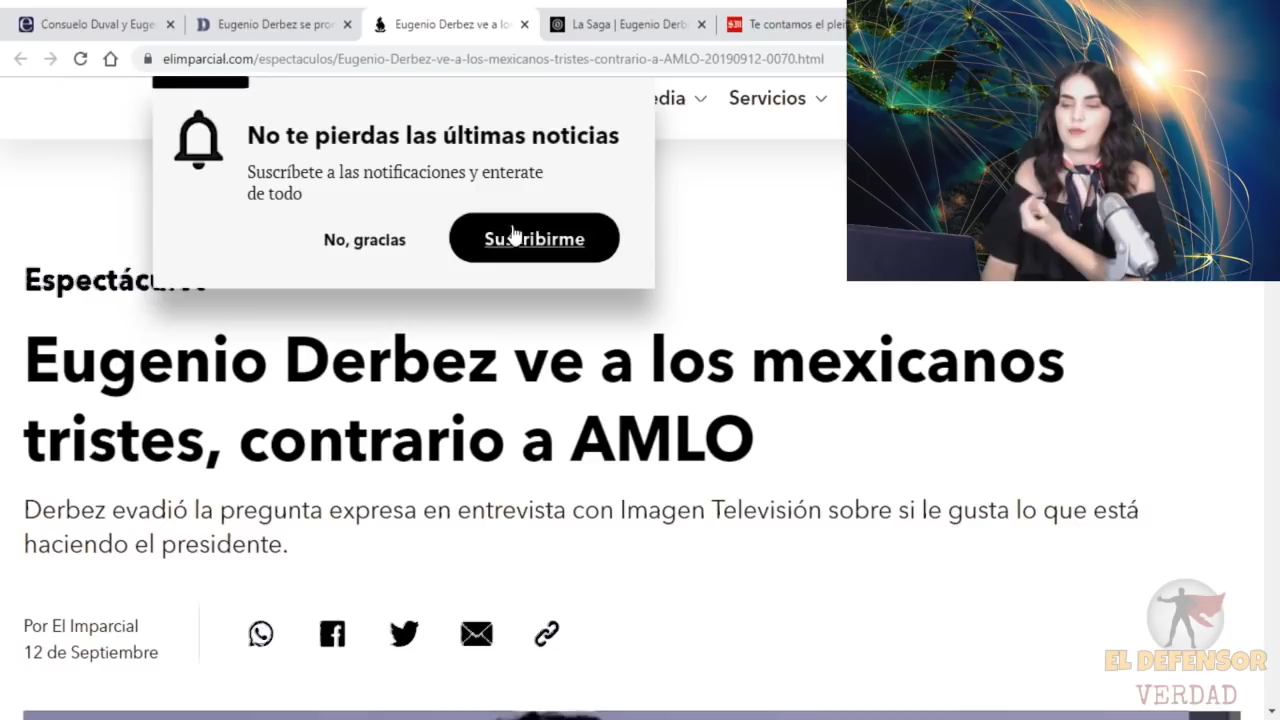 Consuelo Duval y Euge
Eugenio Derbez se pror
Eugenio Derbez ve a lo
La Saga | Eugenio Derb
Te contamos el plei
elimparcial.com/espectaculos/Eugenio-Derbez-ve-a-los-mexicanos-tristes-contrario-a-AMLO-20190912-0070.html
edia
Servicios
No te pierdas las últimas noticias
Suscríbete a las notificaciones y enterate
de todo
No, gracias
Suscribirme
Espectáculos
Eugenio Derbez ve a los mexicanos
tristes, contrario a AMLO
Derbez evadió la pregunta expresa en entrevista con Imagen Televisión sobre si le gusta lo que está
haciendo el presidente.
Por El Imparcial
12 de Septiembre
EL DEFENSOR
VERDAD